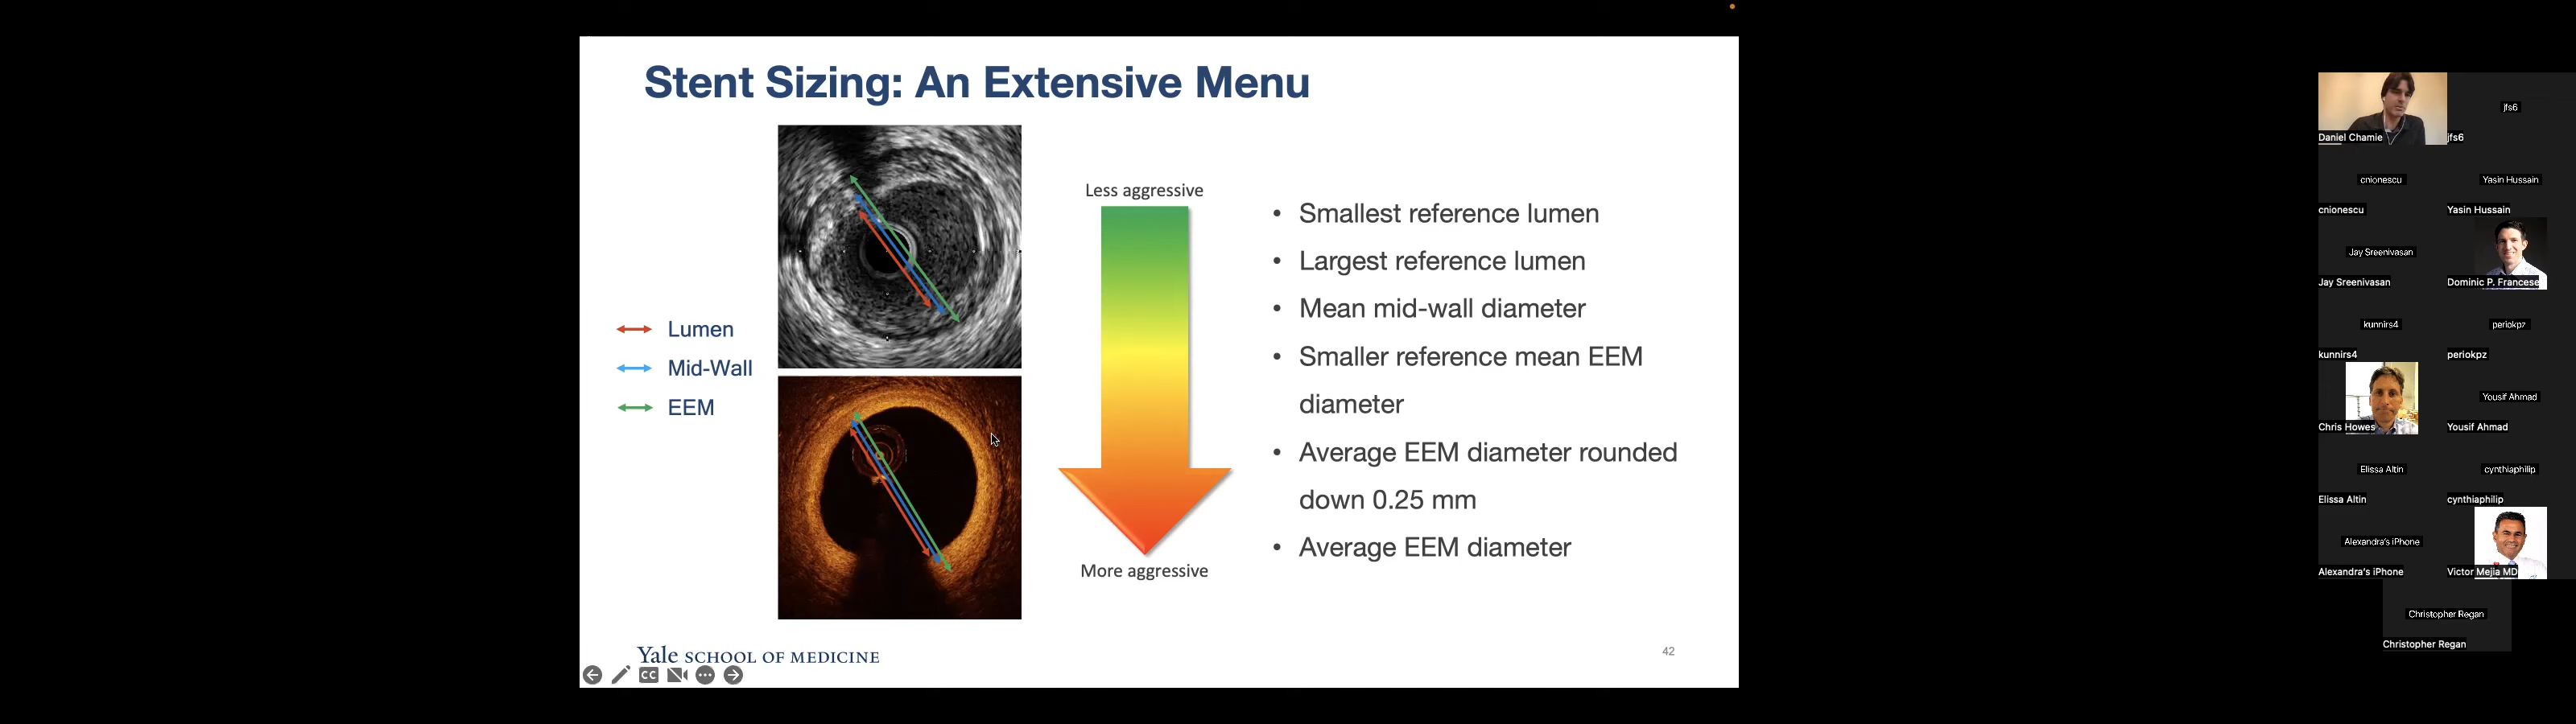 Stent Sizing: An Extensive Menu
Lumen
Mid-Wall
EEM
Less aggressive
More aggressive
• Smallest reference lumen
• Largest reference lumen
• Mean mid-wall diameter
• Smaller reference mean EEM
diameter
• Average EEM diameter rounded
down 0.25 mm
• Average EEM diameter
Yale SCHOOL OF MEDICINE
42
CC
Daniel Chamie
jfs6
jfs6
cnionescu
cnionescu
Yasin Hussain
Yasin Hussain
Jay Sreenivasan
Jay Sreenivasan
Dominic P. Francese
kunnirs4
kunnirs4
periokpz
periokpz
Chris Howes
Yousif Ahmad
Yousif Ahmad
Elissa Altin
Elissa Altin
cynthiaphilip
cynthiaphilip
Alexandra's iPhone
Alexandra's iPhone
Victor Mejia MD
Christopher Regan
Christopher Regan